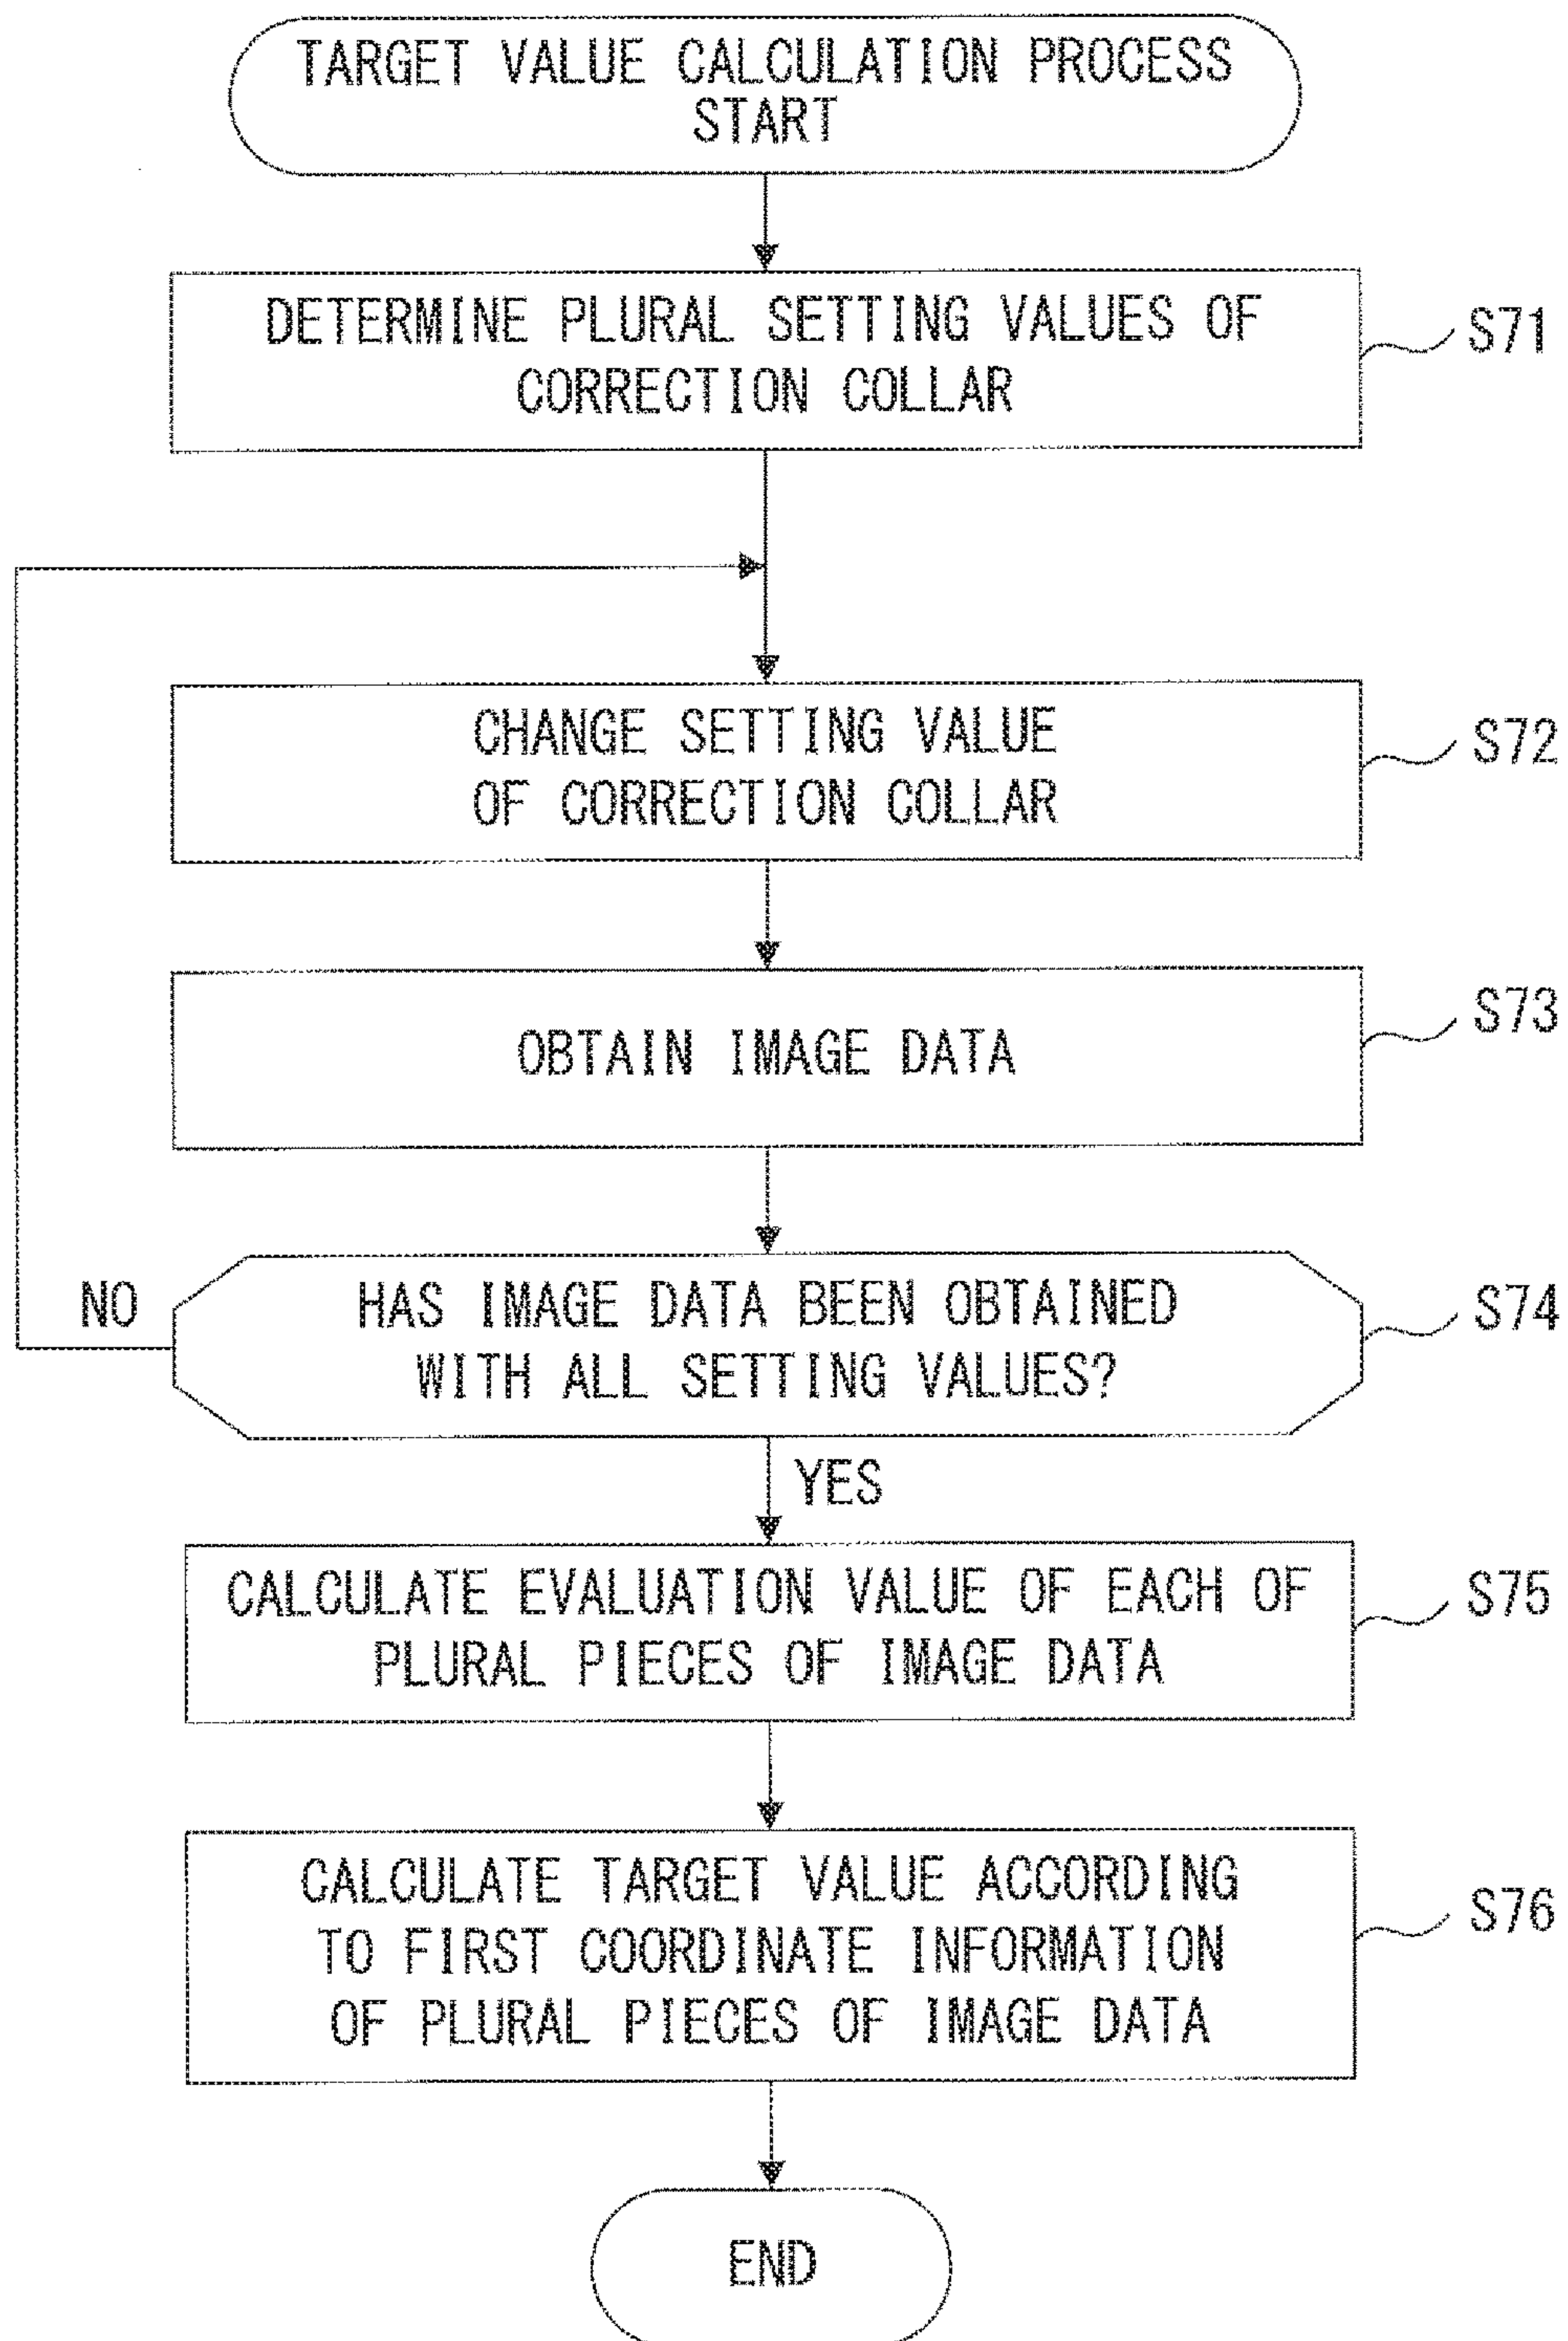 TARGET VALUE CALCULATION PROCESS
START
DETERMINE PLURAL SETTING VALUES OF
CORRECTION COLLAR
S71
CHANGE SETTING VALUE
OF CORRECTION COLLAR
S72
OBTAIN IMAGE DATA
S73
HAS IMAGE DATA BEEN OBTAINED
WITH ALL SETTING VALUES?
S74
NO
YES
CALCULATE EVALUATION VALUE OF EACH OF
PLURAL PIECES OF IMAGE DATA
S75
CALCULATE TARGET VALUE ACCORDING
TO FIRST COORDINATE INFORMATION
OF PLURAL PIECES OF IMAGE DATA
S76
END